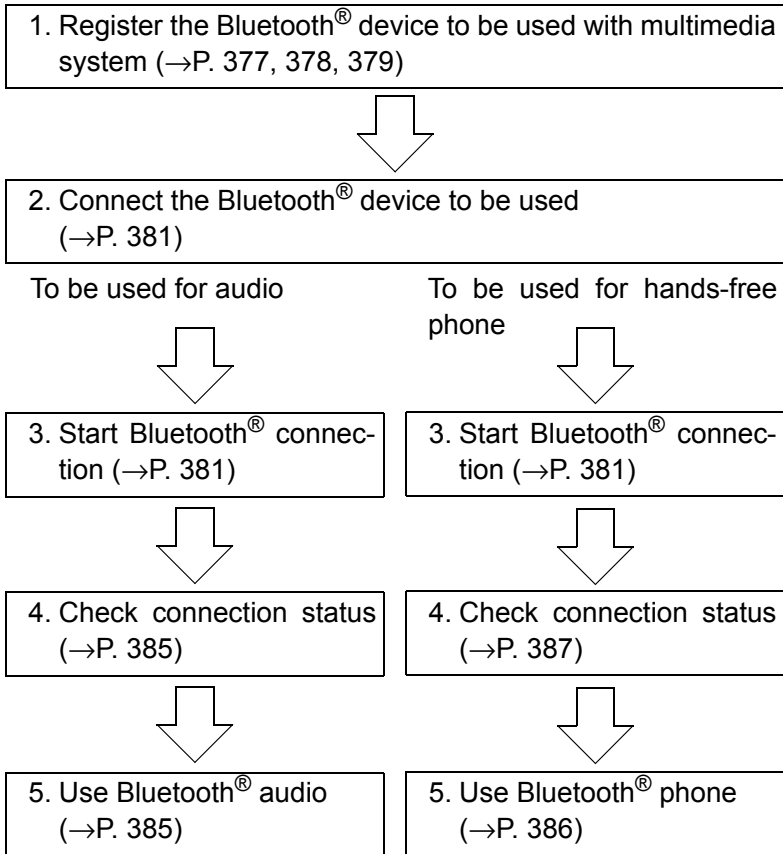 1. Register the Bluetooth® device to be used with multimedia
system (→P. 377, 378, 379)
2. Connect the Bluetooth® device to be used
(→P. 381)
To be used for audio
To be used for hands-free
phone
3. Start Bluetooth® connec-
tion (→P. 381)
3. Start Bluetooth® connec-
tion (→P. 381)
4. Check connection status
(→P. 385)
4. Check connection status
(→P. 387)
5. Use Bluetooth® audio
(→P. 385)
5. Use Bluetooth® phone
(→P. 386)